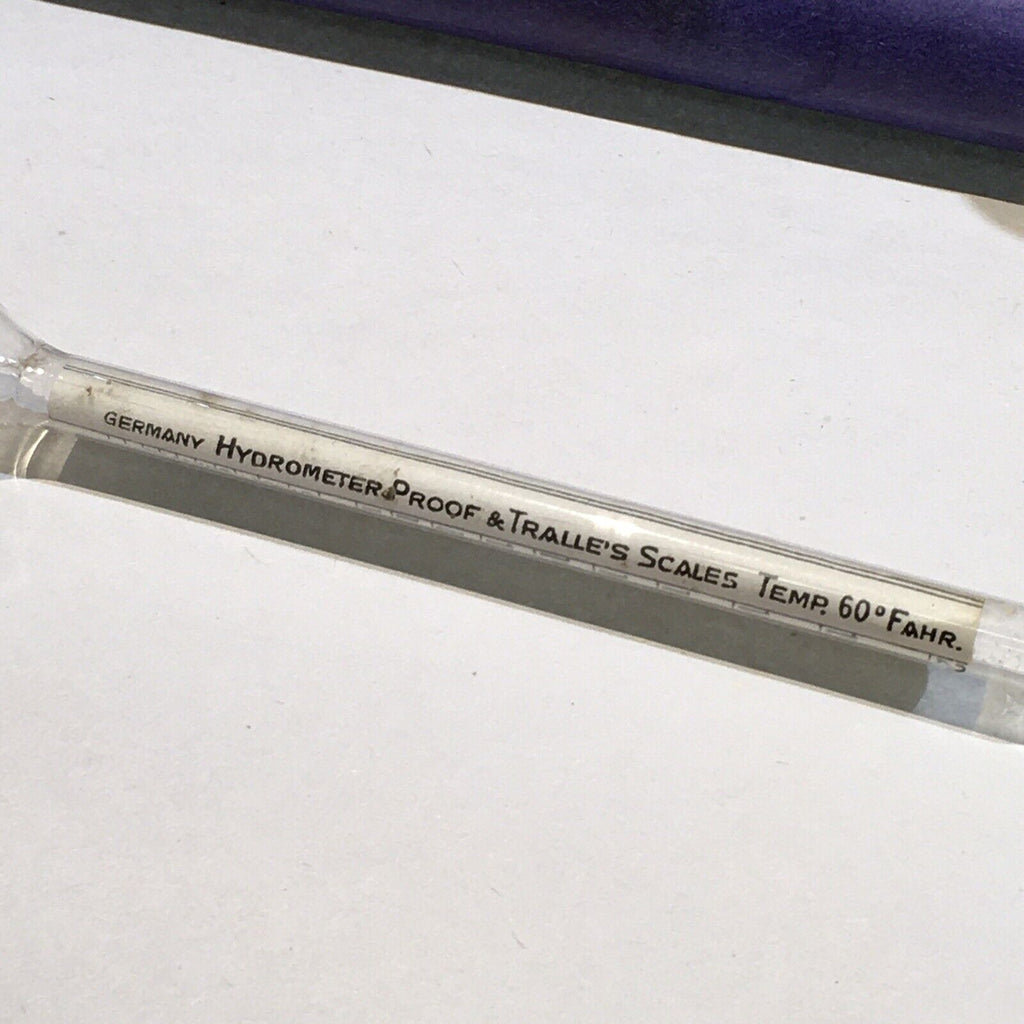 GERMANY HYDROMETER PROOF & TRALLE'S SCALES TEMP. 60° FAHR.